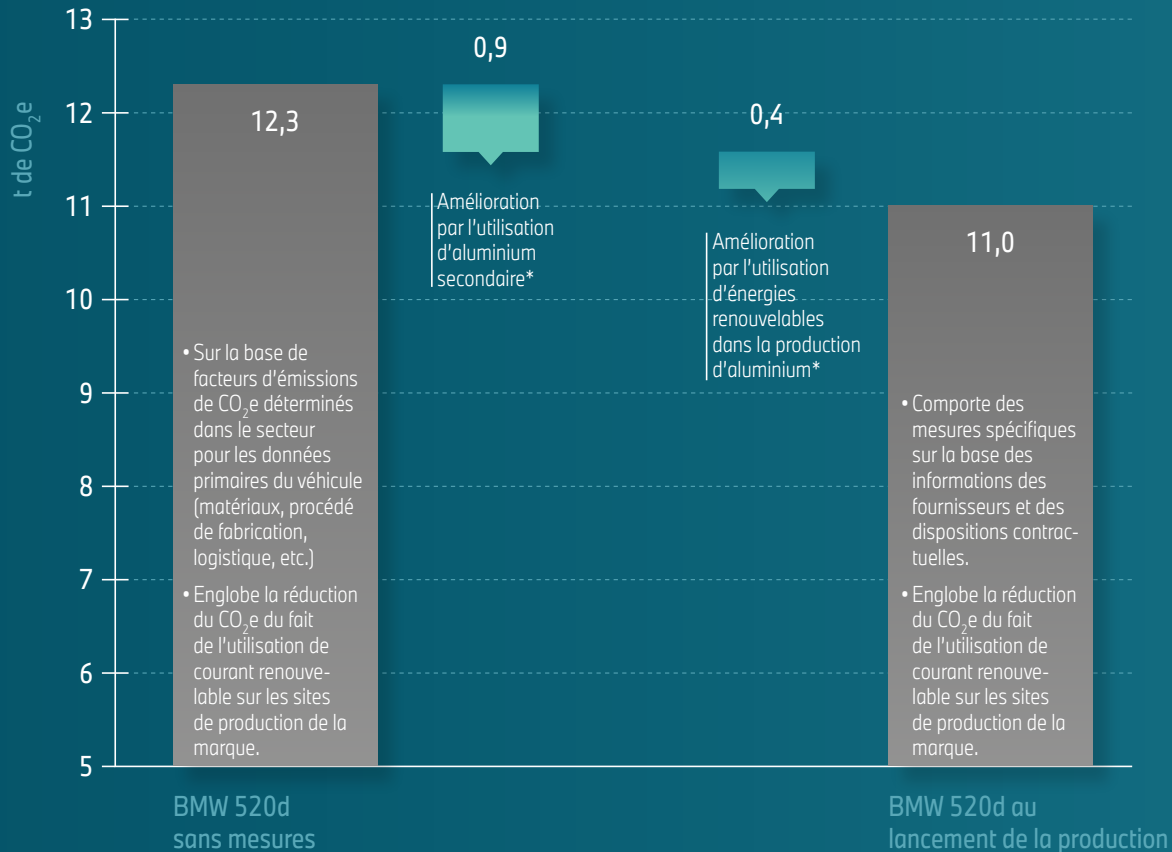 t de CO₂e
13
12
11
10
9
8
7
6
5
12,3
• Sur la base de
facteurs d'émissions
de CO₂e déterminés
dans le secteur
pour les données
primaires du véhicule
(matériaux, procédé
de fabrication,
logistique, etc.)
• Englobe la réduction
du CO₂e du fait
de l'utilisation de
courant renouve-
lable sur les sites
de production de la
marque.
BMW 520d
sans mesures
0,9
Amélioration
par l'utilisation
d'aluminium
secondaire*
0,4
Amélioration
par l'utilisation
d'énergies
renouvelables
dans la production
d'aluminium*
11,0
• Comporte des
mesures spécifiques
sur la base des
informations des
fournisseurs et des
dispositions contrac-
tuelles.
• Englobe la réduction
du CO₂e du fait
de l'utilisation de
courant renouve-
lable sur les sites
de production de la
marque.
BMW 520d au
lancement de la production